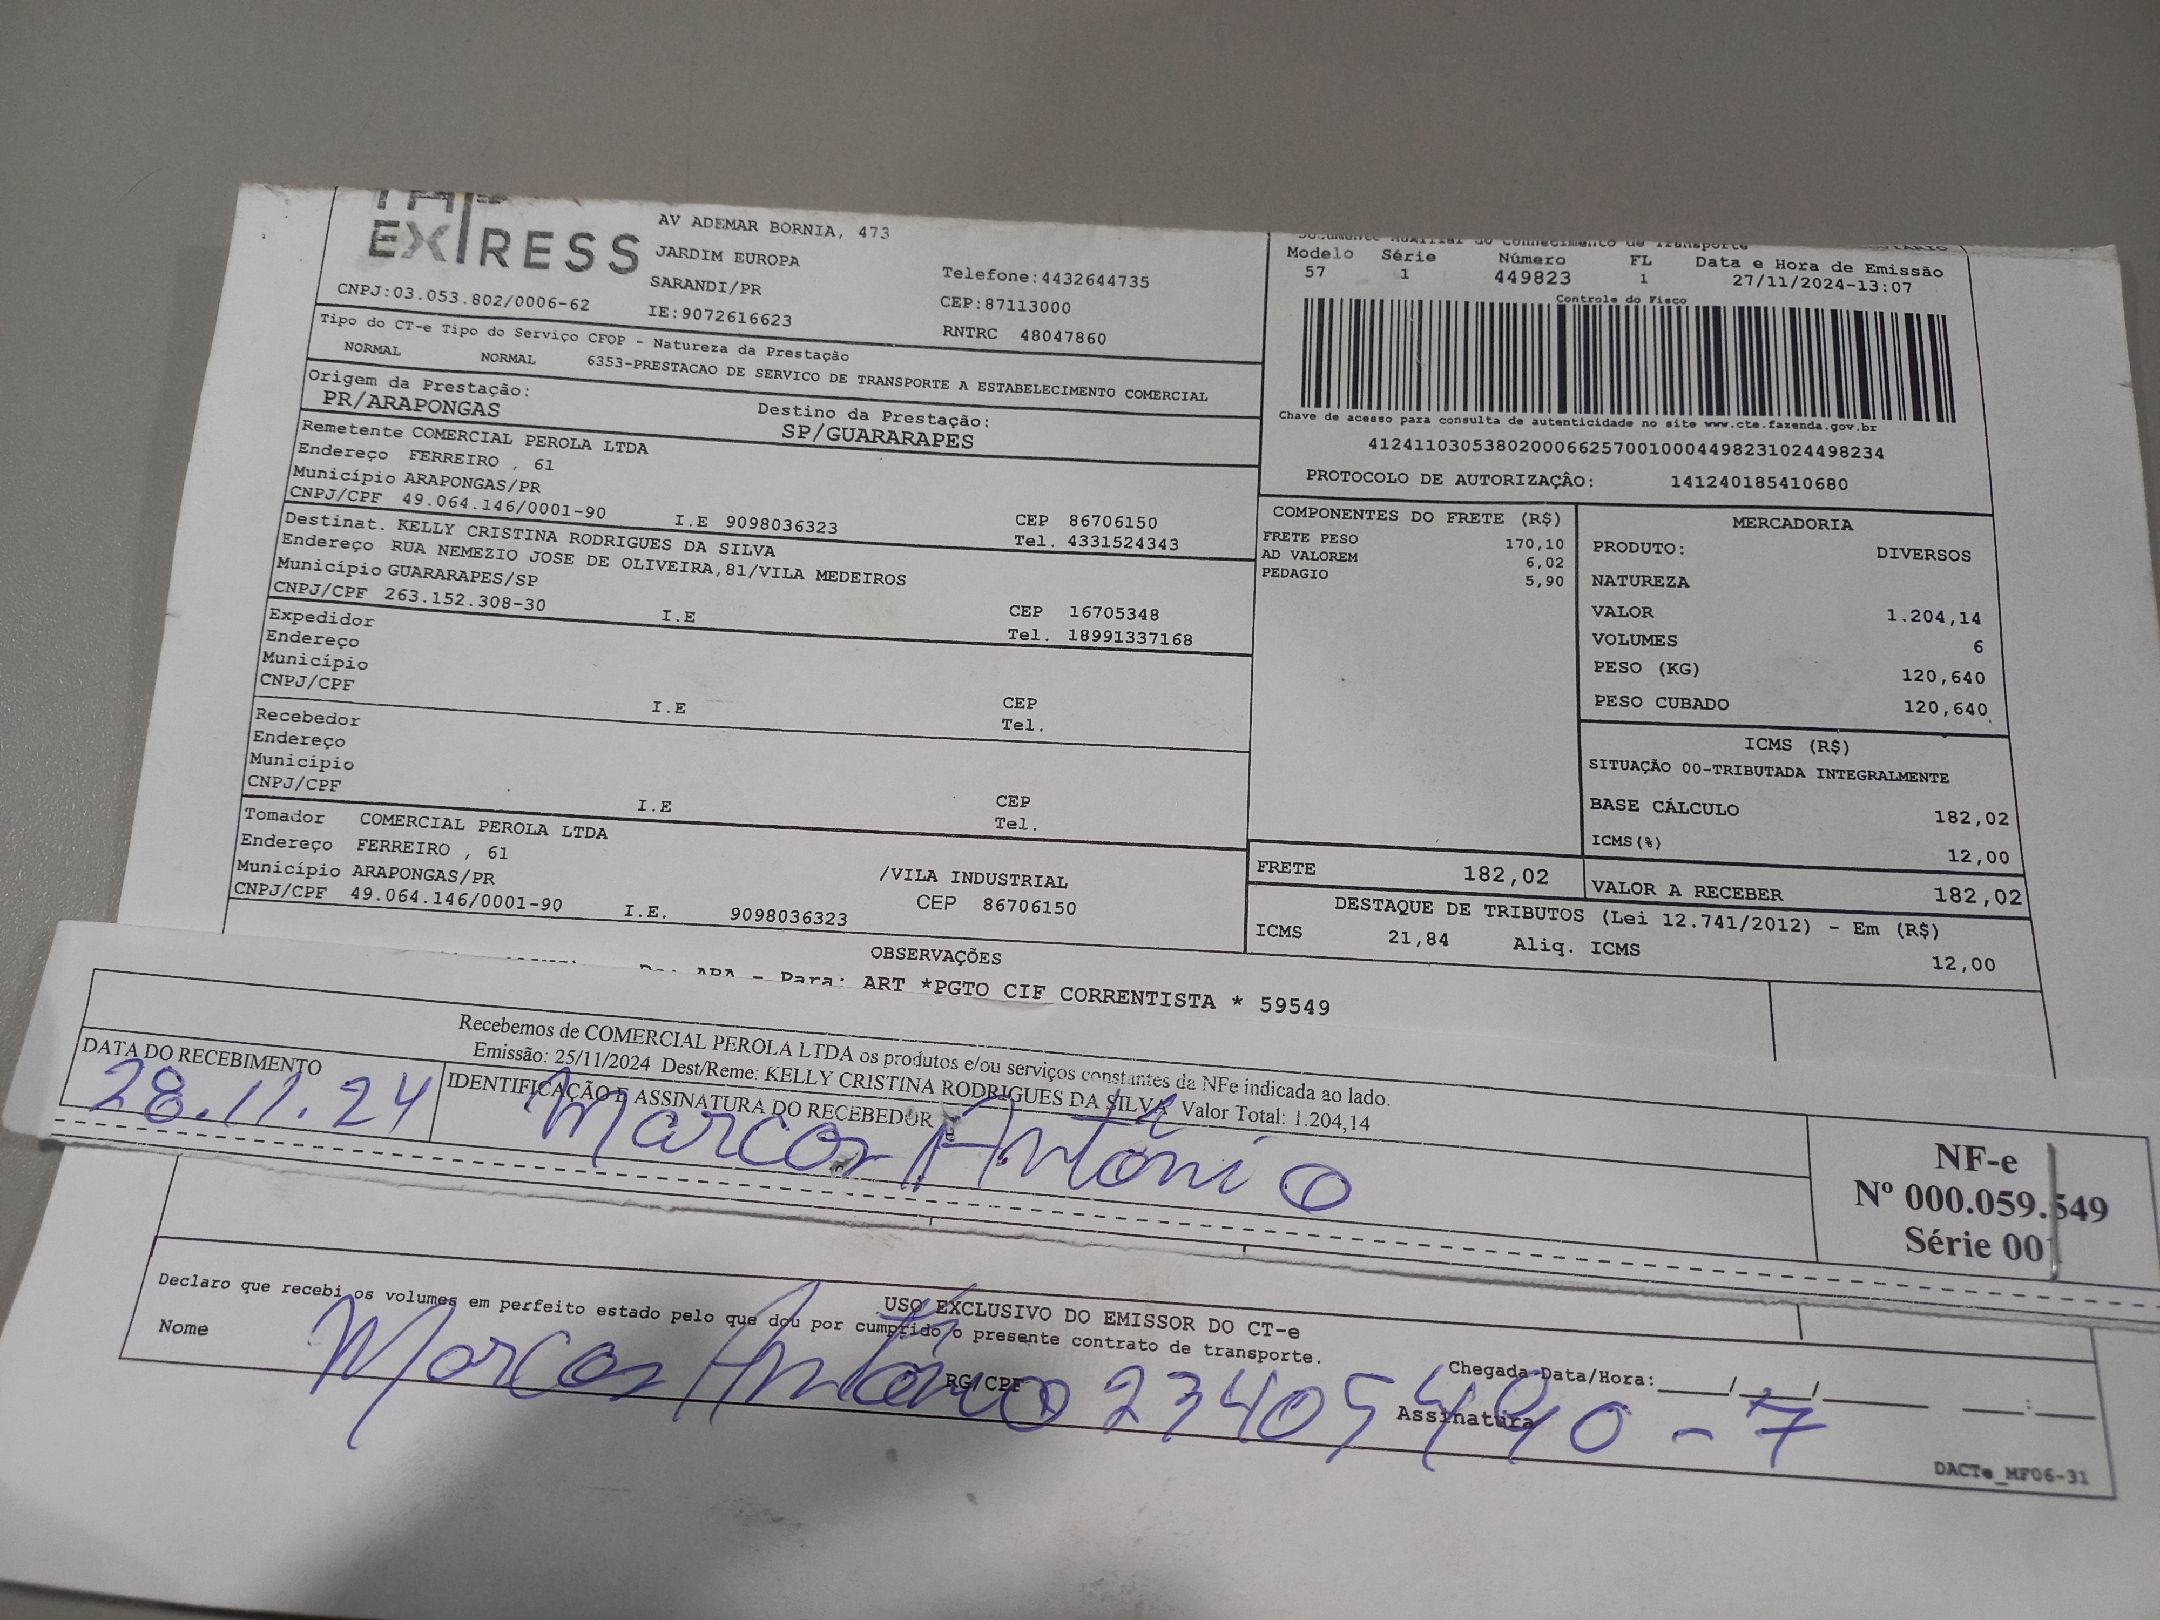 EXPRESS
AV ADEMAR BORNIA, 473
JARDIM EUROPA
SARANDI/PR
IE:9072616623
Telefone:4432644735
CEP:87113000
RNTRC 48047860
CNPJ:03.053.802/0006-62
Tipo do CT-e Tipo do Serviço CFOP - Natureza da Prestação
NORMAL NORMAL 6353-PRESTACAO DE SERVICO DE TRANSPORTE A ESTABELECIMENTO COMERCIAL
Origem da Prestação:
PR/ARAPONGAS
Destino da Prestação:
SP/GUARARAPES
Remetente COMERCIAL PEROLA LTDA
Endereço FERREIRO , 61
Município ARAPONGAS/PR
CNPJ/CPF 49.064.146/0001-90 I.E 9098036323
CEP 86706150
Tel. 4331524343
Destinat. KELLY CRISTINA RODRIGUES DA SILVA
Endereço RUA NEMEZIO JOSE DE OLIVEIRA,81/VILA MEDEIROS
Município GUARARAPES/SP
CNPJ/CPF 263.152.308-30 I.E
CEP 16705348
Tel. 18991337168
Expedidor
Endereço
Município
CNPJ/CPF
I.E
CEP
Tel.
Recebedor
Endereço
Município
CNPJ/CPF
I.E
CEP
Tel.
Tomador COMERCIAL PEROLA LTDA
Endereço FERREIRO , 61 /VILA INDUSTRIAL
Município ARAPONGAS/PR CEP 86706150
CNPJ/CPF 49.064.146/0001-90 I.E. 9098036323
Documento Auxiliar do Conhecimento de Transporte
Modelo Série Número FL Data e Hora de Emissão
57 1 449823 1 27/11/2024-13:07
Controle do Fisco
Chave de acesso para consulta de autenticidade no site www.cte.fazenda.gov.br
41241103053802000662570010004498231024498234
PROTOCOLO DE AUTORIZAÇÃO: 141240185410680
COMPONENTES DO FRETE (R$)
FRETE PESO 170,10
AD VALOREM 6,02
PEDAGIO 5,90
MERCADORIA
PRODUTO: DIVERSOS
NATUREZA
VALOR 1.204,14
VOLUMES 6
PESO (KG) 120,640
PESO CUBADO 120,640
ICMS (R$)
SITUAÇÃO 00-TRIBUTADA INTEGRALMENTE
BASE CÁLCULO 182,02
ICMS(%) 12,00
FRETE 182,02
VALOR A RECEBER 182,02
DESTAQUE DE TRIBUTOS (Lei 12.741/2012) - Em (R$)
ICMS 21,84 Aliq. ICMS 12,00
OBSERVAÇÕES
De: ARA - Para: ART *PGTO CIF CORRENTISTA * 59549
Recebemos de COMERCIAL PEROLA LTDA os produtos e/ou serviços constantes da NFe indicada ao lado.
Emissão: 25/11/2024 Dest/Reme: KELLY CRISTINA RODRIGUES DA SILVA Valor Total: 1.204,14
DATA DO RECEBIMENTO
28.11.24
IDENTIFICAÇÃO E ASSINATURA DO RECEBEDOR
Marcos Antônio
NF-e
Nº 000.059.549
Série 001
USO EXCLUSIVO DO EMISSOR DO CT-e
Declaro que recebi os volumes em perfeito estado pelo que dou por cumprido o presente contrato de transporte.
Nome
Marcos Antônio
RG/CPF
Chegada Data/Hora:____/____/____ __:__
Assinatura
DACTe_MF06-31